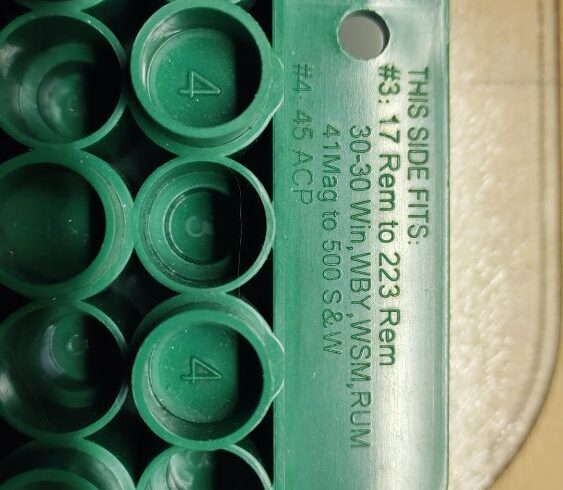 THIS SIDE FITS:
#3: 17 Rem to 223 Rem
30-30 Win,WBY,WSM,RUM
41Mag to 500 S&W
#4: 45 ACP
4
3
4